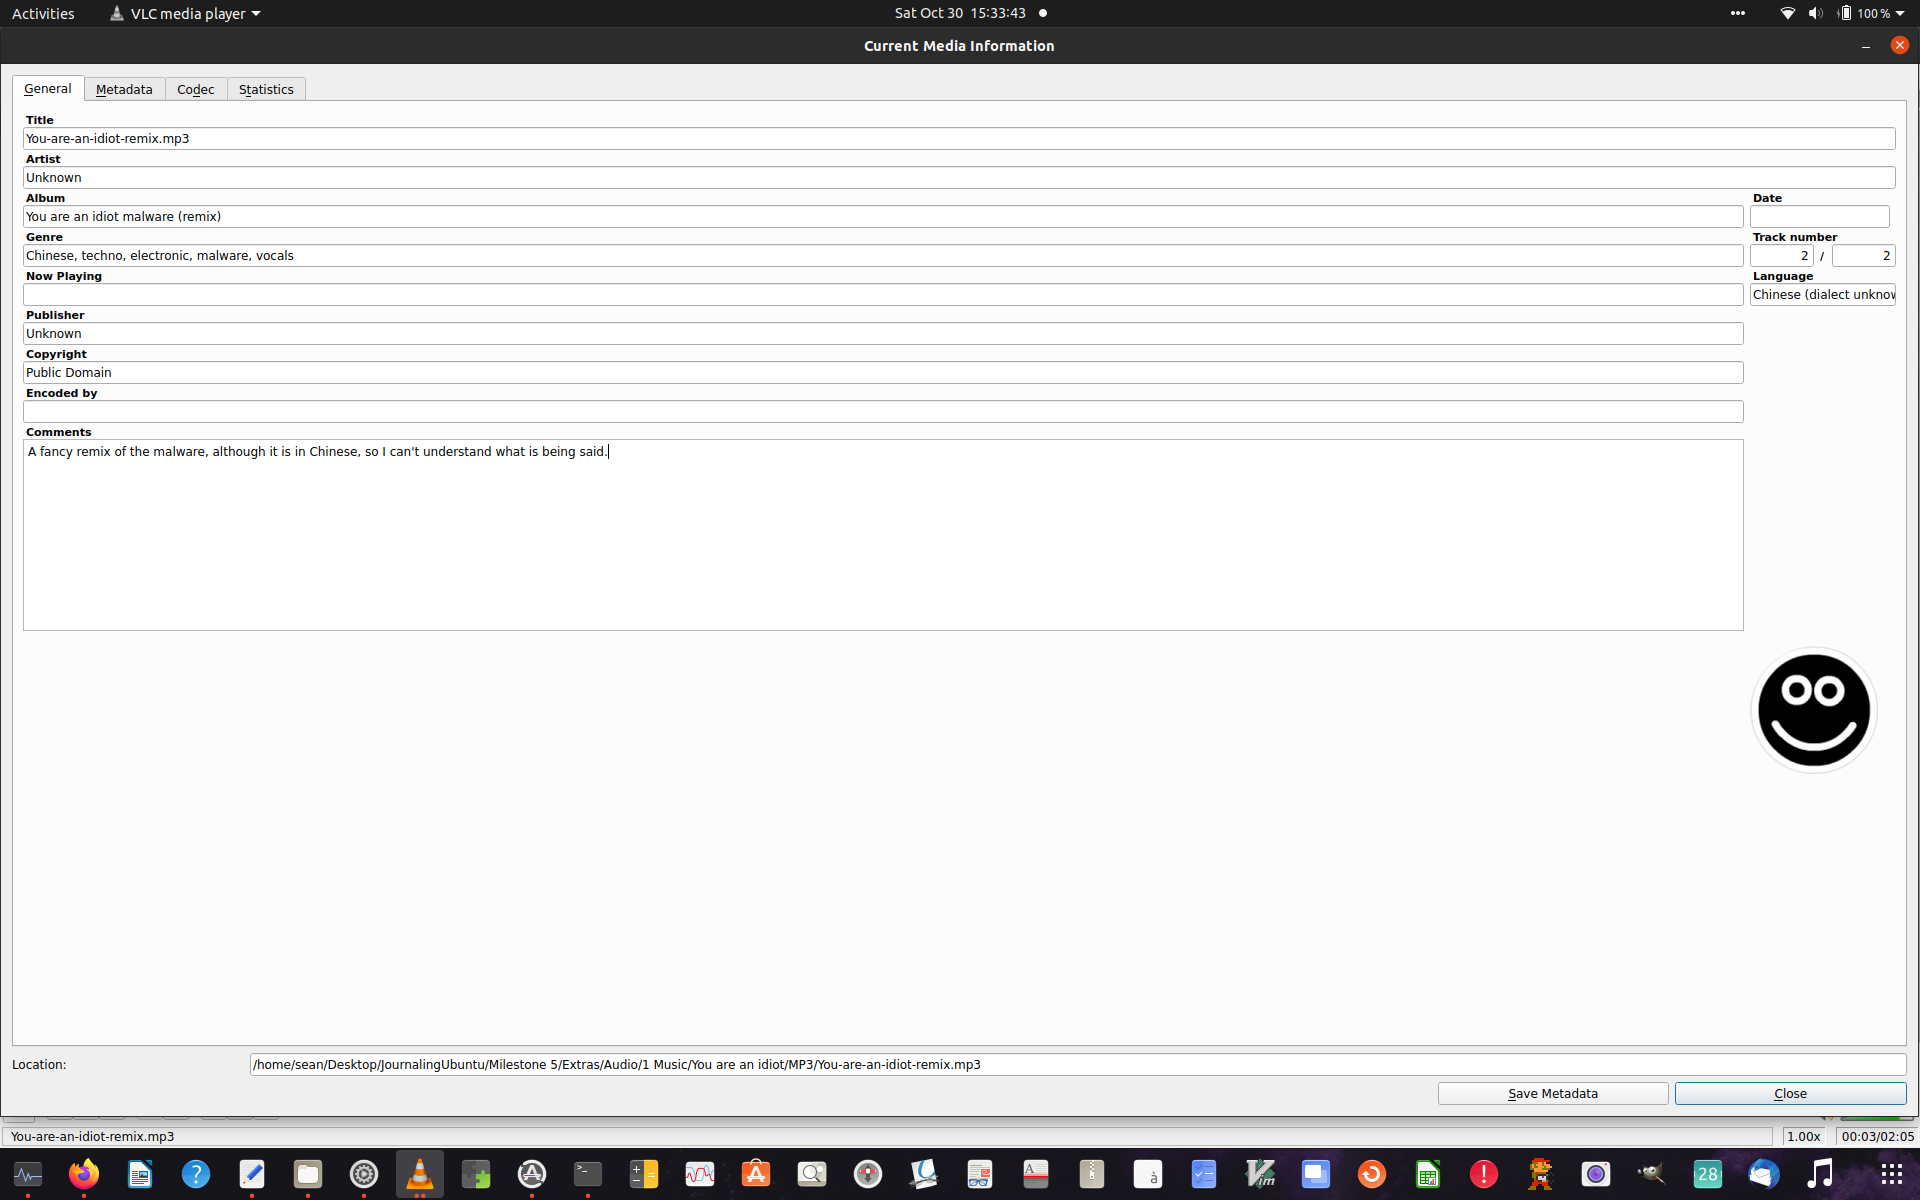 Activities VLC media player Sat Oct 30 15:33:43 100 %
Current Media Information
General Metadata Codec Statistics
Title
You-are-an-idiot-remix.mp3
Artist
Unknown
Album Date
You are an idiot malware (remix)
Genre Track number
Chinese, techno, electronic, malware, vocals 2 / 2
Now Playing Language
Chinese (dialect unknow
Publisher
Unknown
Copyright
Public Domain
Encoded by
Comments
A fancy remix of the malware, although it is in Chinese, so I can't understand what is being said.
Location: /home/sean/Desktop/JournalingUbuntu/Milestone 5/Extras/Audio/1 Music/You are an idiot/MP3/You-are-an-idiot-remix.mp3
Save Metadata Close
You-are-an-idiot-remix.mp3 1.00x 00:03/02:05
28